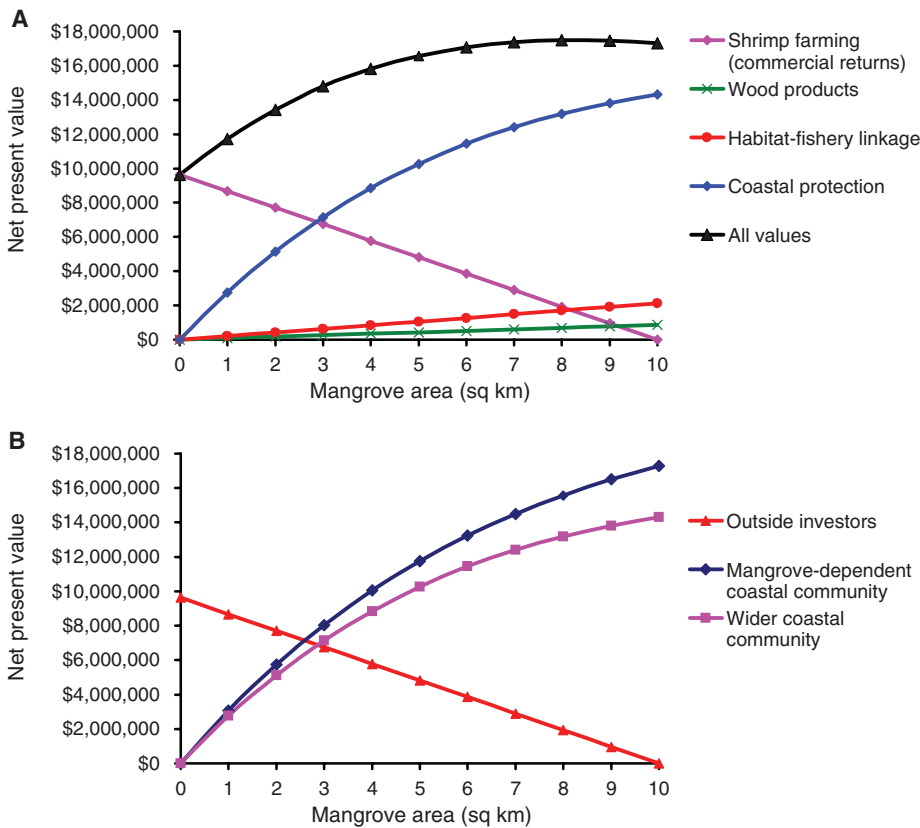 A
$18,000,000
$16,000,000
$14,000,000
$12,000,000
$10,000,000
$8,000,000
$6,000,000
$4,000,000
$2,000,000
$0
Net present value
0 1 2 3 4 5 6 7 8 9 10
Mangrove area (sq km)
Shrimp farming
(commercial returns)
Wood products
Habitat-fishery linkage
Coastal protection
All values
B
$18,000,000
$16,000,000
$14,000,000
$12,000,000
$10,000,000
$8,000,000
$6,000,000
$4,000,000
$2,000,000
$0
Net present value
0 1 2 3 4 5 6 7 8 9 10
Mangrove area (sq km)
Outside investors
Mangrove-dependent
coastal community
Wider coastal
community